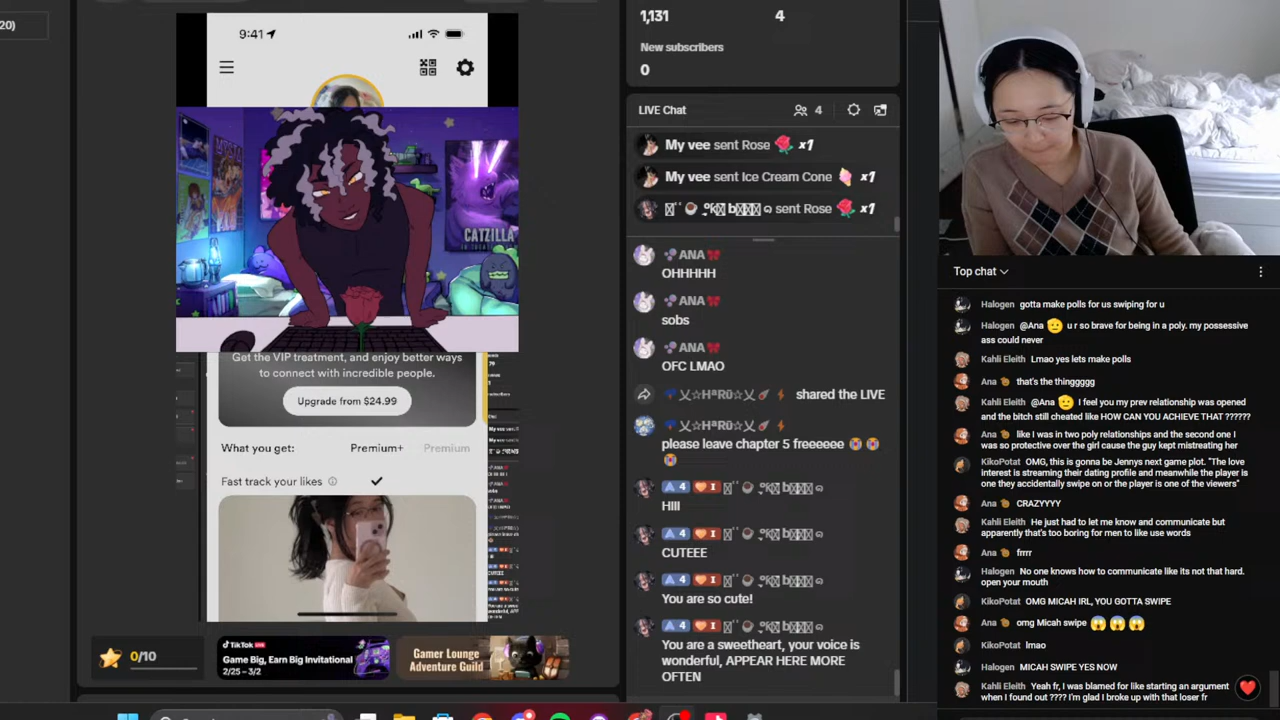 20)
9:41
CATZILLA
Get the VIP treatment, and enjoy better ways
to connect with incredible people.
Upgrade from $24.99
What you get:
Premium+
Premium
Fast track your likes
0/10
TikTok LIVE
Game Big, Earn Big Invitational
2/25 – 3/2
Gamer Lounge
Adventure Guild
1,131
4
New subscribers
0
LIVE Chat
4
My vee sent Rose x1
My vee sent Ice Cream Cone x1
sent Rose x1
ANA
OHHHHH
ANA
sobs
ANA
OFC LMAO
shared the LIVE
please leave chapter 5 freeeeee 😭😭
😭
4 I
HIII
4 I
CUTEEE
4 I
You are so cute!
4 I
You are a sweetheart, your voice is
wonderful, APPEAR HERE MORE
OFTEN
Top chat
Halogen gotta make polls for us swiping for u
Halogen @Ana 🫡 u r so brave for being in a poly. my possessive
ass could never
Kahli Eleith Lmao yes lets make polls
Ana that's the thingggg
Kahli Eleith @Ana 🫡 I feel you my prev relationship was opened
and the bitch still cheated like HOW CAN YOU ACHIEVE THAT ??????
Ana like I was in two poly relationships and the second one I
was so protective over the girl cause the guy kept mistreating her
KikoPotat OMG, this is gonna be Jennys next game plot. "The love
interest is streaming their dating profile and meanwhile the player is
one they accidentally swipe on or the player is one of the viewers"
Ana CRAZYYYY
Kahli Eleith He just had to let me know and communicate but
apparently that's too boring for men to like use words
Ana frrrr
Halogen No one knows how to communicate like its not that hard.
open your mouth
KikoPotat OMG MICAH IRL, YOU GOTTA SWIPE
Ana omg Micah swipe 😱😱😱
KikoPotat lmao
Halogen MICAH SWIPE YES NOW
Kahli Eleith Yeah fr, I was blamed for like starting an argument
when I found out ???? I'm glad I broke up with that loser fr